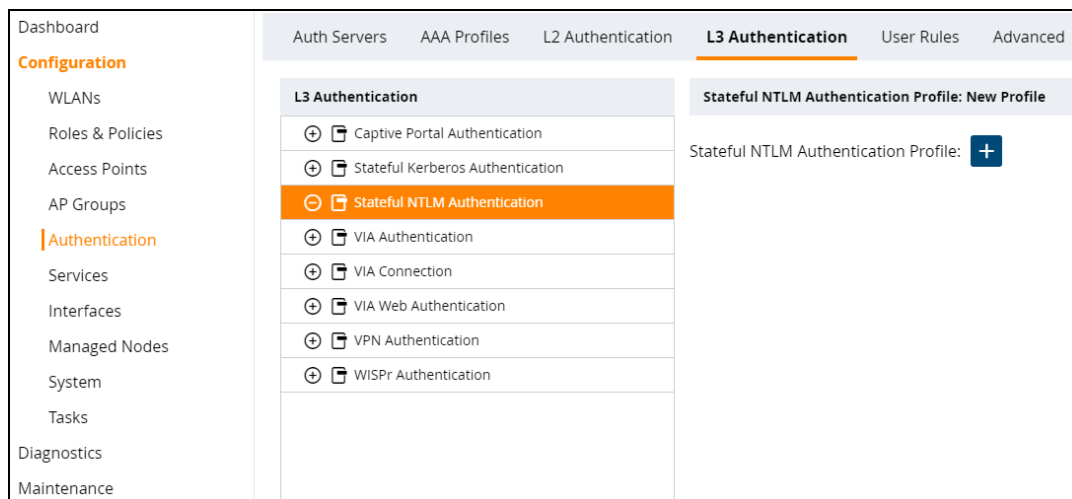 Dashboard
Configuration
WLANs
Roles & Policies
Access Points
AP Groups
Authentication
Services
Interfaces
Managed Nodes
System
Tasks
Diagnostics
Maintenance
Auth Servers AAA Profiles L2 Authentication L3 Authentication User Rules Advanced
L3 Authentication
Captive Portal Authentication
Stateful Kerberos Authentication
Stateful NTLM Authentication
VIA Authentication
VIA Connection
VIA Web Authentication
VPN Authentication
WISPr Authentication
Stateful NTLM Authentication Profile: New Profile
Stateful NTLM Authentication Profile: +